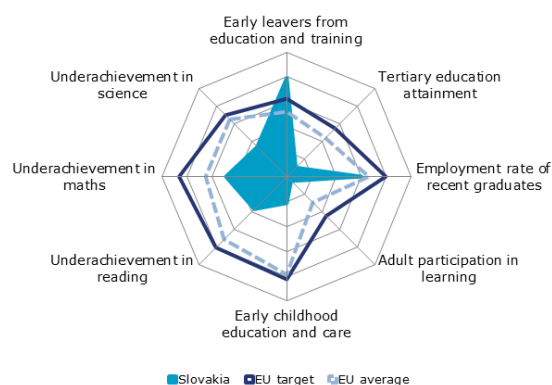 Early leavers from
education and training
Tertiary education
attainment
Employment rate of
recent graduates
Adult participation in
learning
Early childhood
education and care
Underachievement in
reading
Underachievement in
maths
Underachievement in
science
Slovakia EU target EU average